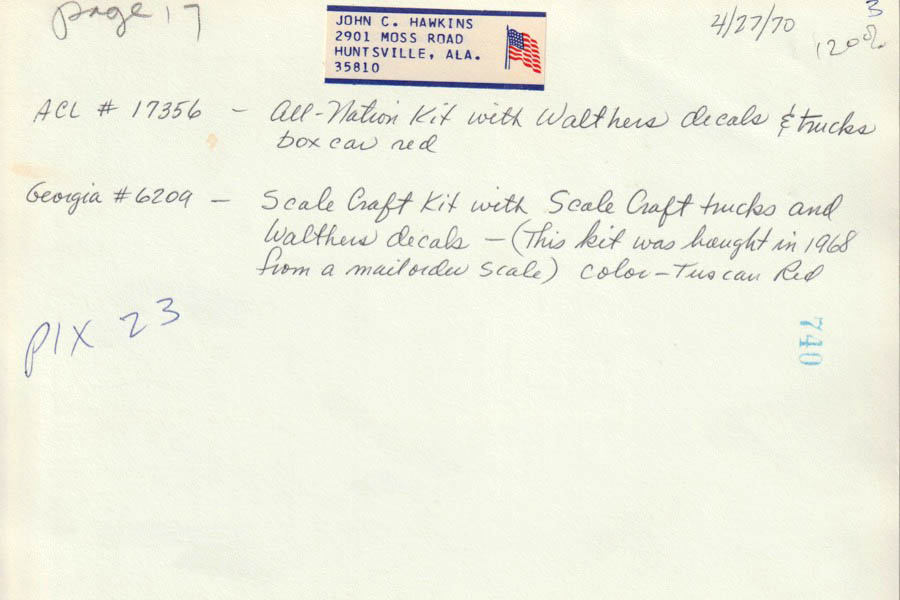 page 17
JOHN C. HAWKINS
2901 MOSS ROAD
HUNTSVILLE, ALA.
35810
4/27/70
3
120%
ACL # 17356 - All-Nation Kit with Walthers decals & trucks
box car red
Georgia # 6209 - Scale Craft Kit with Scale Craft trucks and
Walthers decals - (This kit was bought in 1968
from a mailorder scale) color - Tuscan Red
PIX 23
740